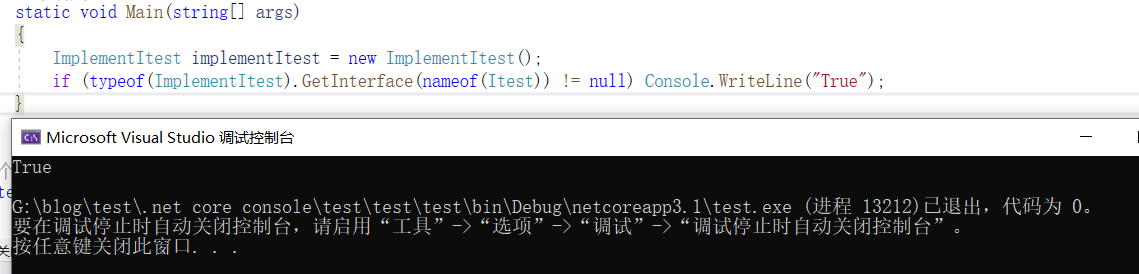 static void Main(string[] args)
{
ImplementItest implementItest = new ImplementItest();
if (typeof(ImplementItest).GetInterface(nameof(Itest)) != null) Console.WriteLine("True");
}
Microsoft Visual Studio 调试控制台
True
个
te
G:\blog\test\.net core console\test\test\test\bin\Debug\netcoreapp3.1\test.exe (进程 13212)已退出，代码为 0。
要在调试停止时自动关闭控制台，请启用“工具”->“选项”->“调试”->“调试停止时自动关闭控制台”。
关
按任意键关闭此窗口. . .